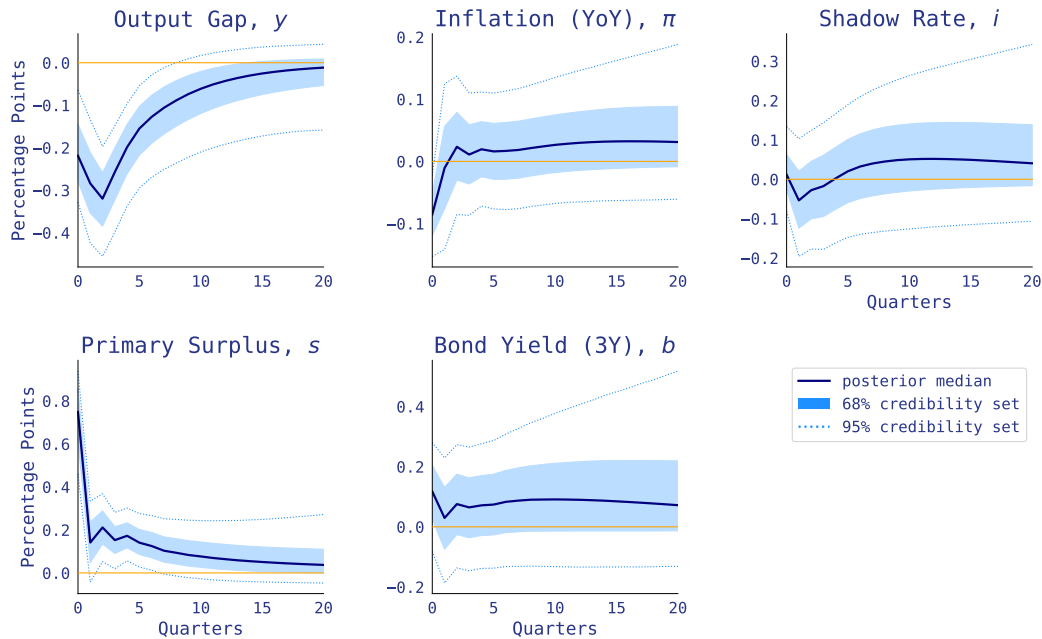 Output Gap, y
Inflation (YoY), π
Shadow Rate, i
Percentage Points
0.0
−0.1
−0.2
−0.3
−0.4
0 5 10 15 20
0.2
0.1
0.0
−0.1
0 5 10 15 20
0.3
0.2
0.1
0.0
−0.1
−0.2
0 5 10 15 20
Quarters
Primary Surplus, s
Bond Yield (3Y), b
Percentage Points
0.8
0.6
0.4
0.2
0.0
0 5 10 15 20
Quarters
0.4
0.2
0.0
−0.2
0 5 10 15 20
Quarters
posterior median
68% credibility set
95% credibility set